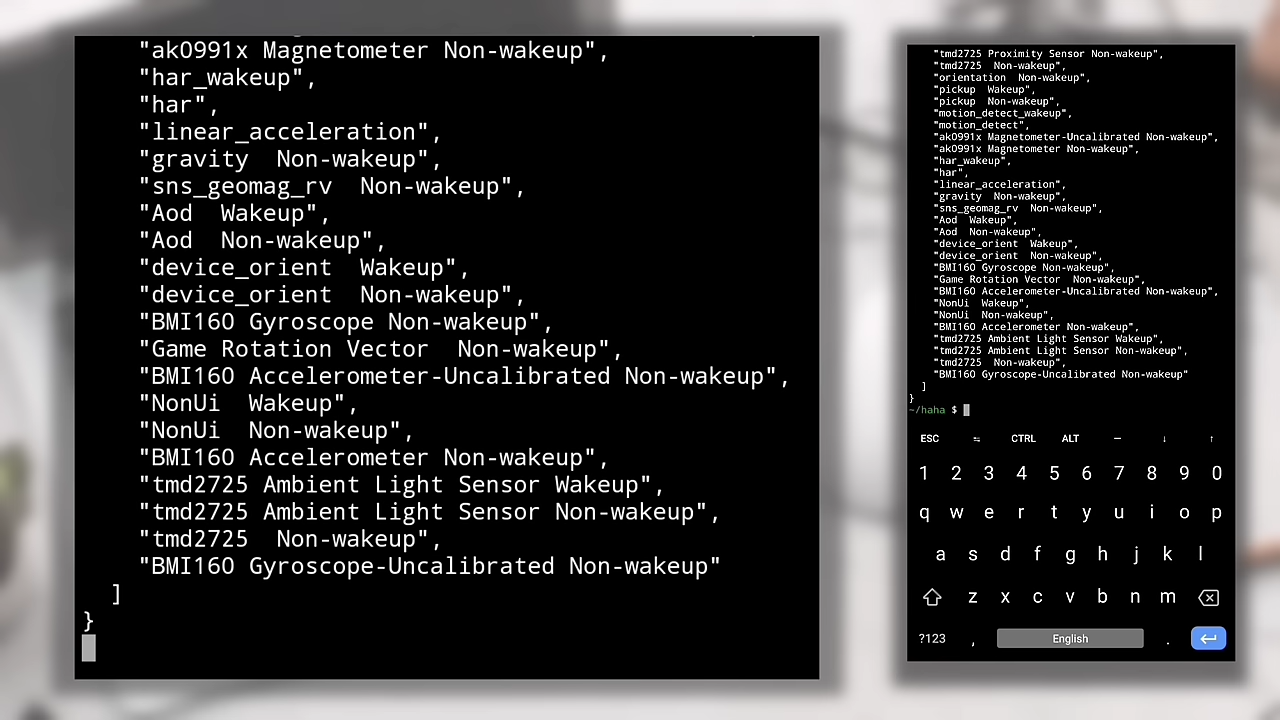 "ak0991x Magnetometer Non-wakeup",
"har_wakeup",
"har",
"linear_acceleration",
"gravity  Non-wakeup",
"sns_geomag_rv  Non-wakeup",
"Aod  Wakeup",
"Aod  Non-wakeup",
"device_orient  Wakeup",
"device_orient  Non-wakeup",
"BMI160 Gyroscope Non-wakeup",
"Game Rotation Vector  Non-wakeup",
"BMI160 Accelerometer-Uncalibrated Non-wakeup",
"NonUi  Wakeup",
"NonUi  Non-wakeup",
"BMI160 Accelerometer Non-wakeup",
"tmd2725 Ambient Light Sensor Wakeup",
"tmd2725 Ambient Light Sensor Non-wakeup",
"tmd2725  Non-wakeup",
"BMI160 Gyroscope-Uncalibrated Non-wakeup"
]
}
"tmd2725 Proximity Sensor Non-wakeup",
"tmd2725  Non-wakeup",
"orientation  Non-wakeup",
"pickup  Wakeup",
"pickup  Non-wakeup",
"motion_detect_wakeup",
"motion_detect",
"ak0991x Magnetometer-Uncalibrated Non-wakeup",
"ak0991x Magnetometer Non-wakeup",
"har_wakeup",
"har",
"linear_acceleration",
"gravity  Non-wakeup",
"sns_geomag_rv  Non-wakeup",
"Aod  Wakeup",
"Aod  Non-wakeup",
"device_orient  Wakeup",
"device_orient  Non-wakeup",
"BMI160 Gyroscope Non-wakeup",
"Game Rotation Vector  Non-wakeup",
"BMI160 Accelerometer-Uncalibrated Non-wakeup",
"NonUi  Wakeup",
"NonUi  Non-wakeup",
"BMI160 Accelerometer Non-wakeup",
"tmd2725 Ambient Light Sensor Wakeup",
"tmd2725 Ambient Light Sensor Non-wakeup",
"tmd2725  Non-wakeup",
"BMI160 Gyroscope-Uncalibrated Non-wakeup"
]
}
~/haha $
ESC ⇆ CTRL ALT — ↓ ↑
1 2 3 4 5 6 7 8 9 0
q w e r t y u i o p
a s d f g h j k l
z x c v b n m
?123 , English .